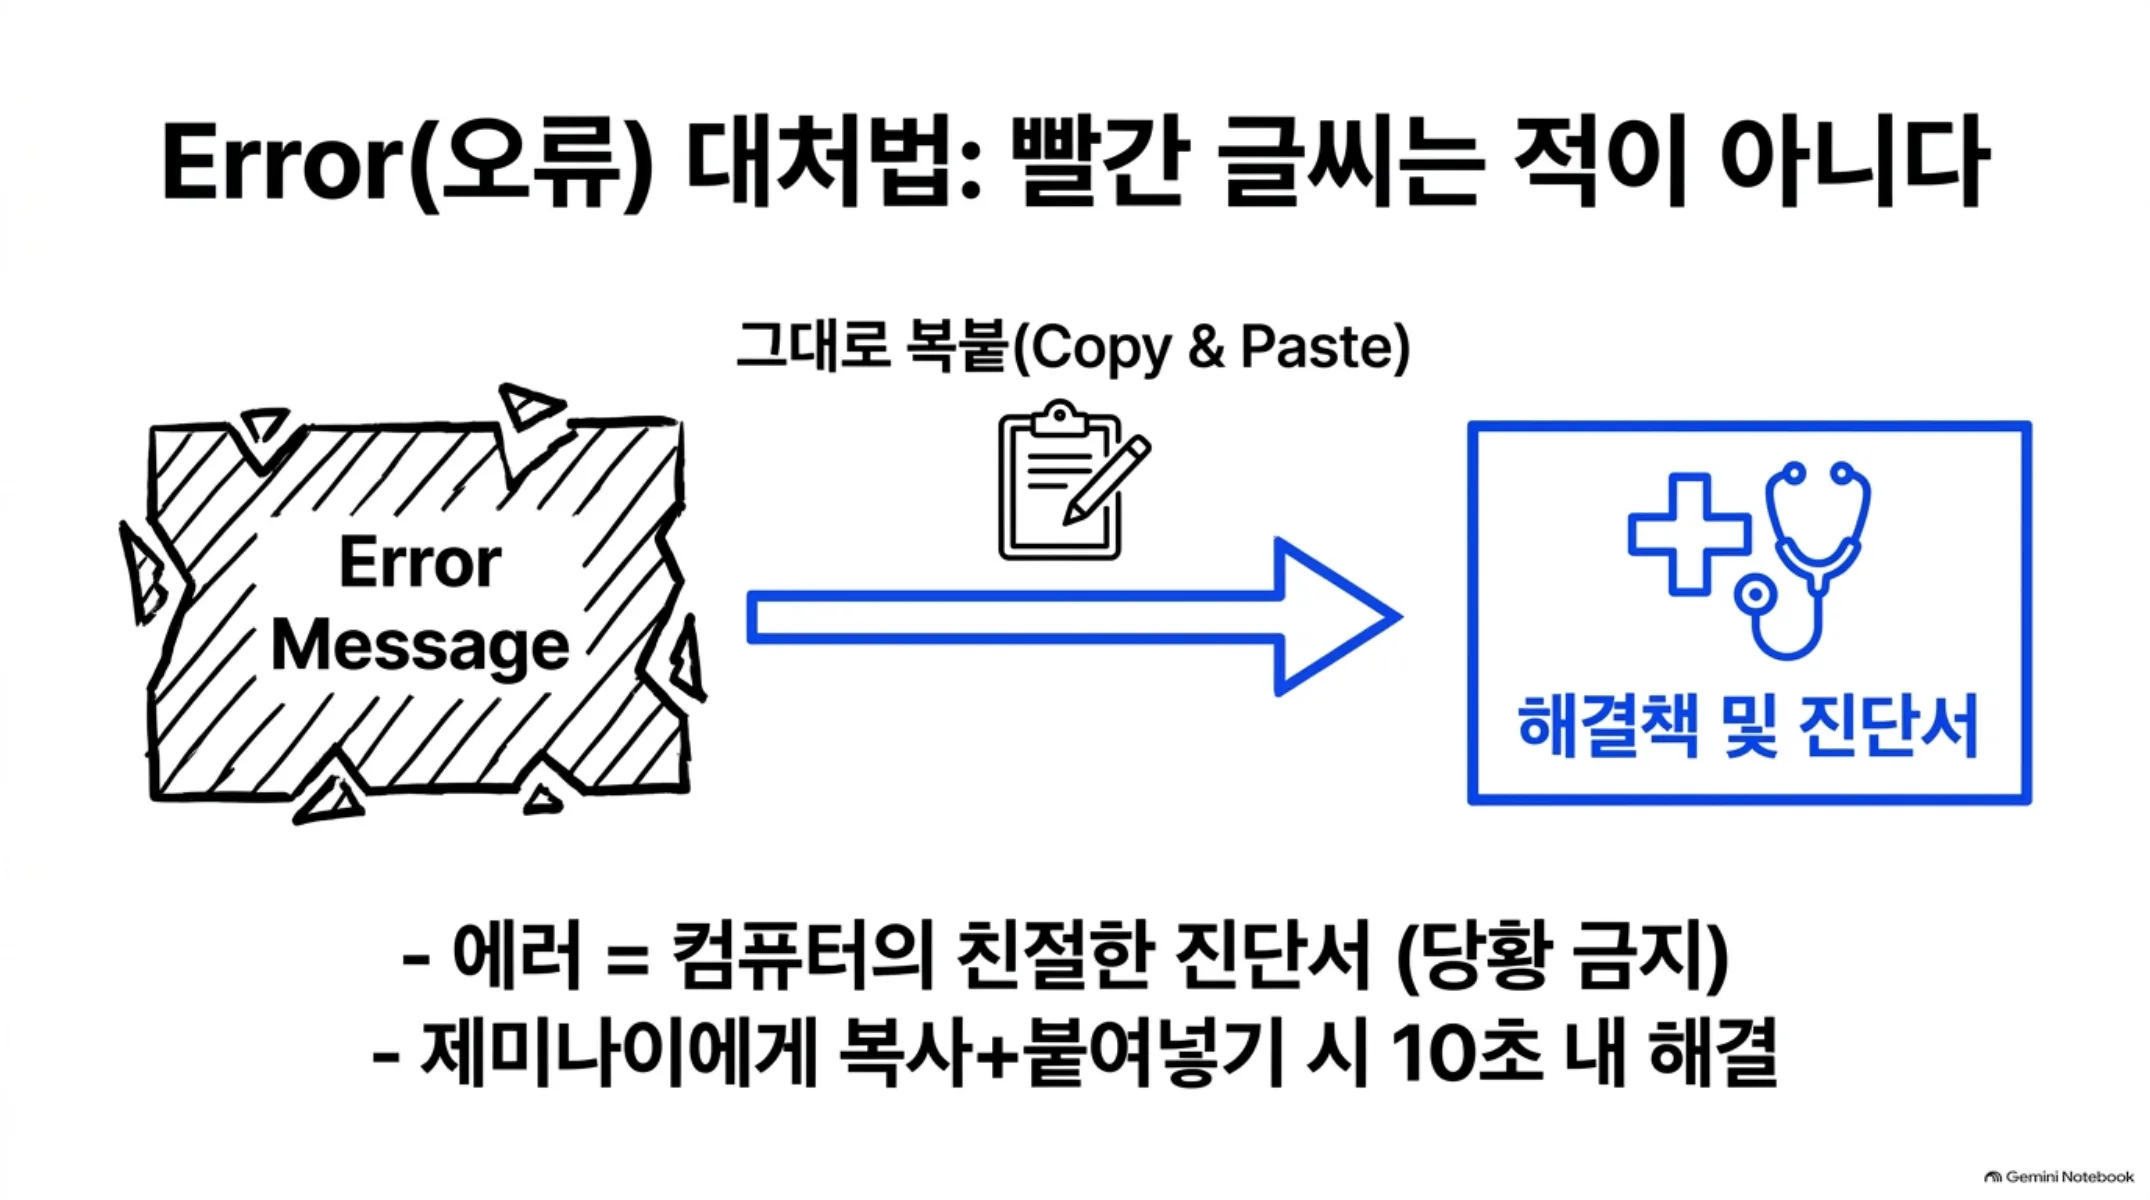 Error(오류) 대처법: 빨간 글씨는 적이 아니다
그대로 복붙(Copy & Paste)
Error
Message
해결책 및 진단서
- 에러 = 컴퓨터의 친절한 진단서 (당황 금지)
- 제미나이에게 복사+붙여넣기 시 10초 내 해결
Gemini Notebook